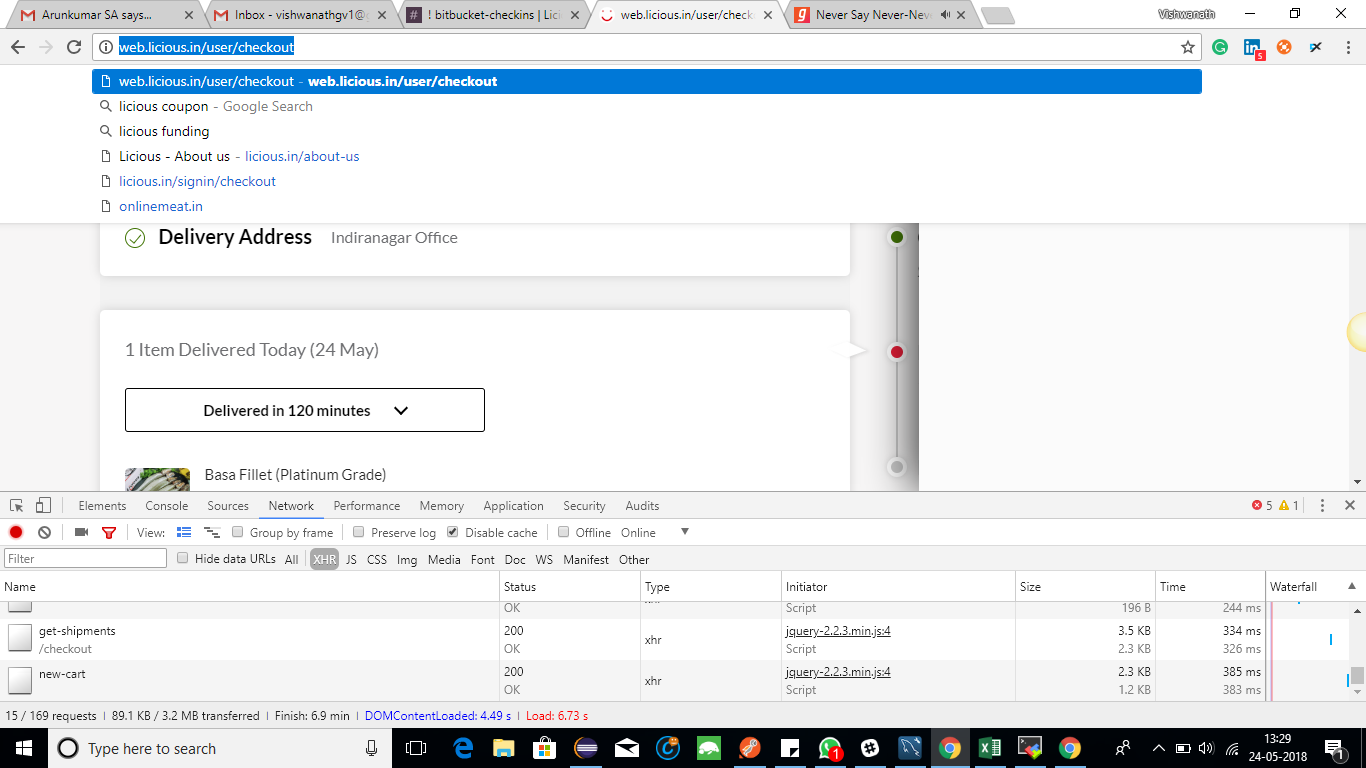 Arunkumar SA says...
Inbox - vishwanathgv1@g
! bitbucket-checkins | Lici
web.licious.in/user/check
Never Say Never-Neve
Vishwanath
web.licious.in/user/checkout
5
web.licious.in/user/checkout - web.licious.in/user/checkout
licious coupon - Google Search
licious funding
Licious - About us - licious.in/about-us
licious.in/signin/checkout
onlinemeat.in
Delivery Address Indiranagar Office
1 Item Delivered Today (24 May)
Delivered in 120 minutes
Basa Fillet (Platinum Grade)
Elements Console Sources Network Performance Memory Application Security Audits 5 1
View: Group by frame Preserve log Disable cache Offline Online
Filter Hide data URLs All XHR JS CSS Img Media Font Doc WS Manifest Other
Name Status Type Initiator Size Time Waterfall
OK Script 196 B 244 ms
get-shipments 200 xhr jquery-2.2.3.min.js:4 3.5 KB 334 ms
/checkout OK Script 2.3 KB 326 ms
new-cart 200 xhr jquery-2.2.3.min.js:4 2.3 KB 385 ms
OK Script 1.2 KB 383 ms
15 / 169 requests | 89.1 KB / 3.2 MB transferred | Finish: 6.9 min | DOMContentLoaded: 4.49 s | Load: 6.73 s
Type here to search
1
13:29
24-05-2018
1